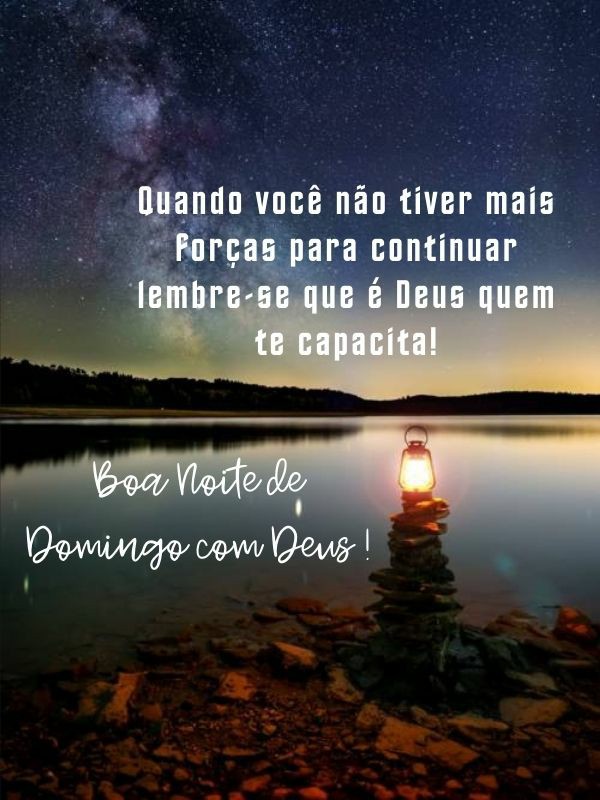 Quando você não tiver mais
forças para continuar
lembre-se que é Deus quem
te capacita!
Boa Noite de
Domingo com Deus !